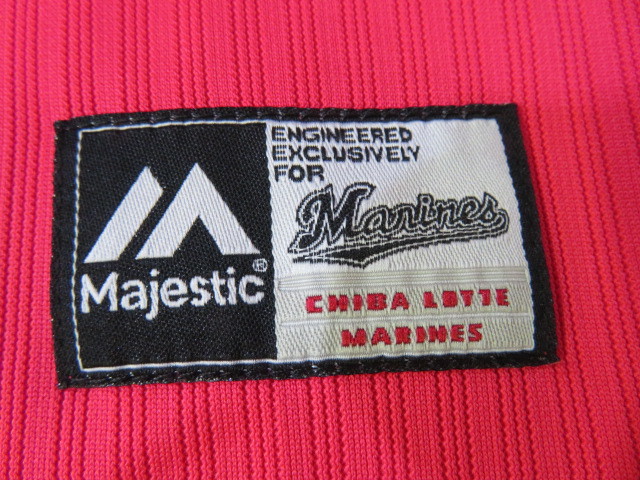 Majestic®
ENGINEERED
EXCLUSIVELY
FOR
Marines
CHIBA LOTTE
MARINES